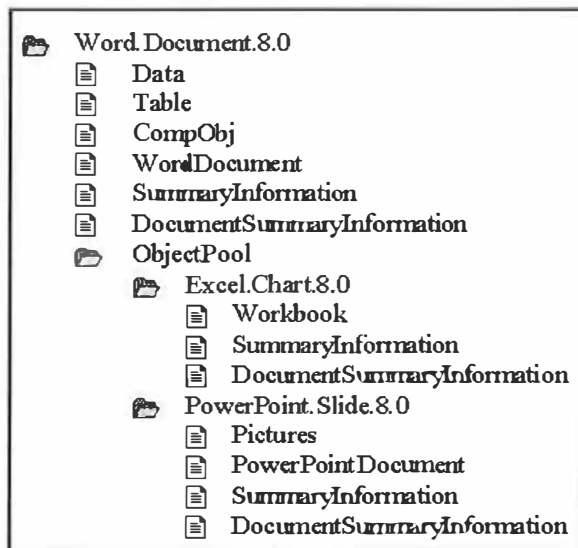 Word.Document.8.0
Data
Table
CompObj
WordDocument
SummaryInformation
DocumentSummaryInformation
ObjectPool
Excel.Chart.8.0
Workbook
SummaryInformation
DocumentSummaryInformation
PowerPoint.Slide.8.0
Pictures
PowerPointDocument
SummaryInformation
DocumentSummaryInformation